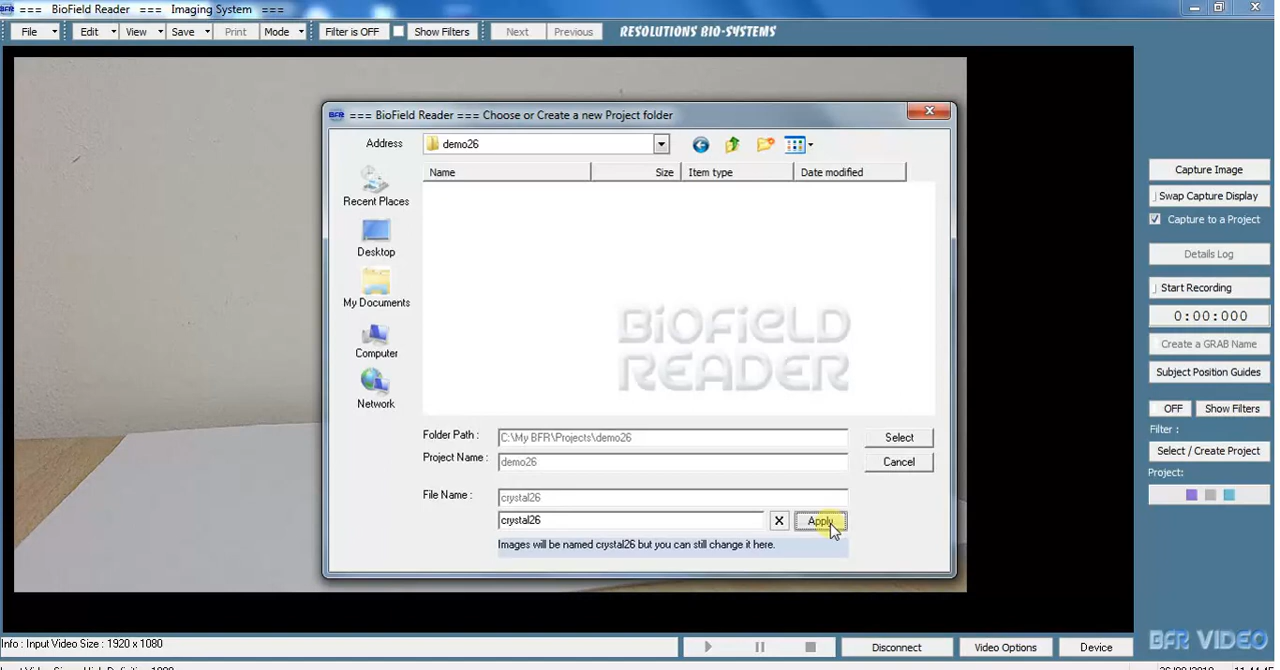 === BioField Reader === Imaging System ===
File Edit View Save Print Mode Filter is OFF Show Filters Next Previous RESOLUTIONS BIO-SYSTEMS
BFR === BioField Reader === Choose or Create a new Project folder
Address demo26
Name Size Item type Date modified
Recent Places
Desktop
My Documents
Computer
Network
BIOFIELD
READER
Folder Path : C:\My BFR\Projects\demo26 Select
Project Name : demo26 Cancel
File Name : crystal26
crystal26 X Apply
Images will be named crystal26 but you can still change it here.
Capture Image
Swap Capture Display
Capture to a Project
Details Log
Start Recording
0:00:000
Create a GRAB Name
Subject Position Guides
OFF Show Filters
Filter :
Select / Create Project
Project:
BFR VIDEO
Info : Input Video Size : 1920 x 1080 Disconnect Video Options Device